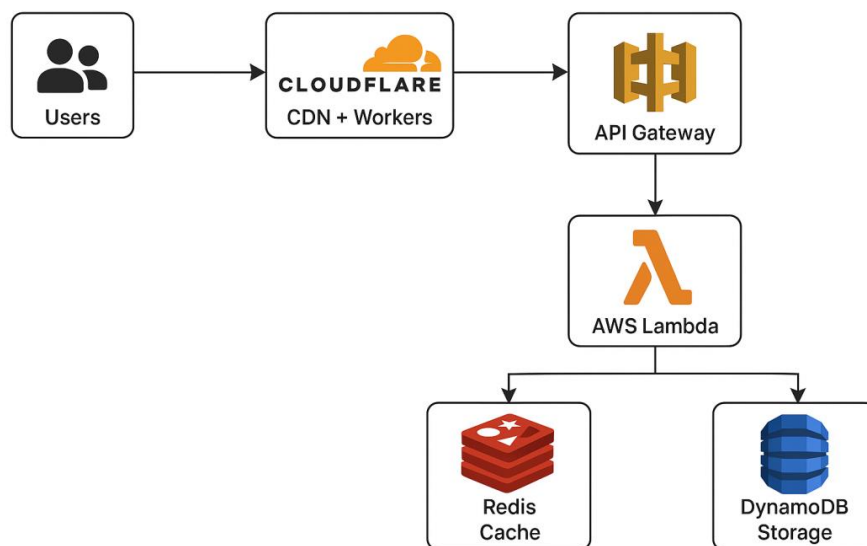 Users
CLOUDFLARE
CDN + Workers
API Gateway
AWS Lambda
Redis
Cache
DynamoDB
Storage